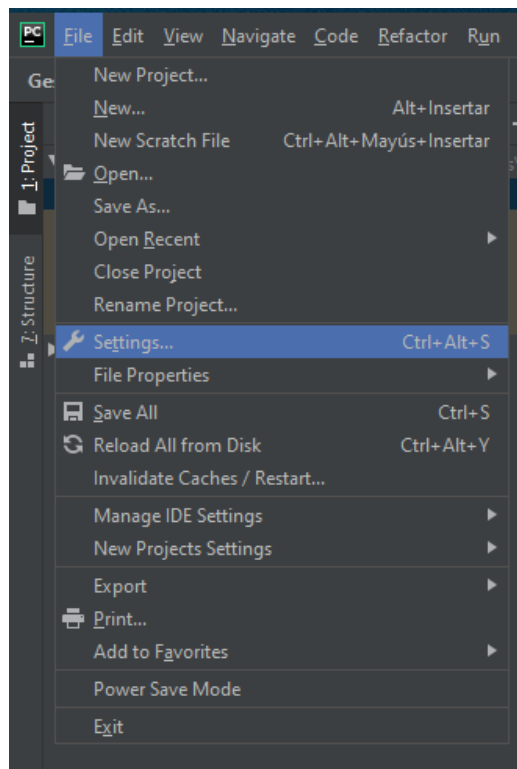 PC File Edit View Navigate Code Refactor Run
Ge
New Project...
New... Alt+Insertar
New Scratch File Ctrl+Alt+Mayús+Insertar
Open...
Save As...
Open Recent
Close Project
Rename Project...
Settings... Ctrl+Alt+S
File Properties
Save All Ctrl+S
Reload All from Disk Ctrl+Alt+Y
Invalidate Caches / Restart...
Manage IDE Settings
New Projects Settings
Export
Print...
Add to Favorites
Power Save Mode
Exit
1: Project
7: Structure